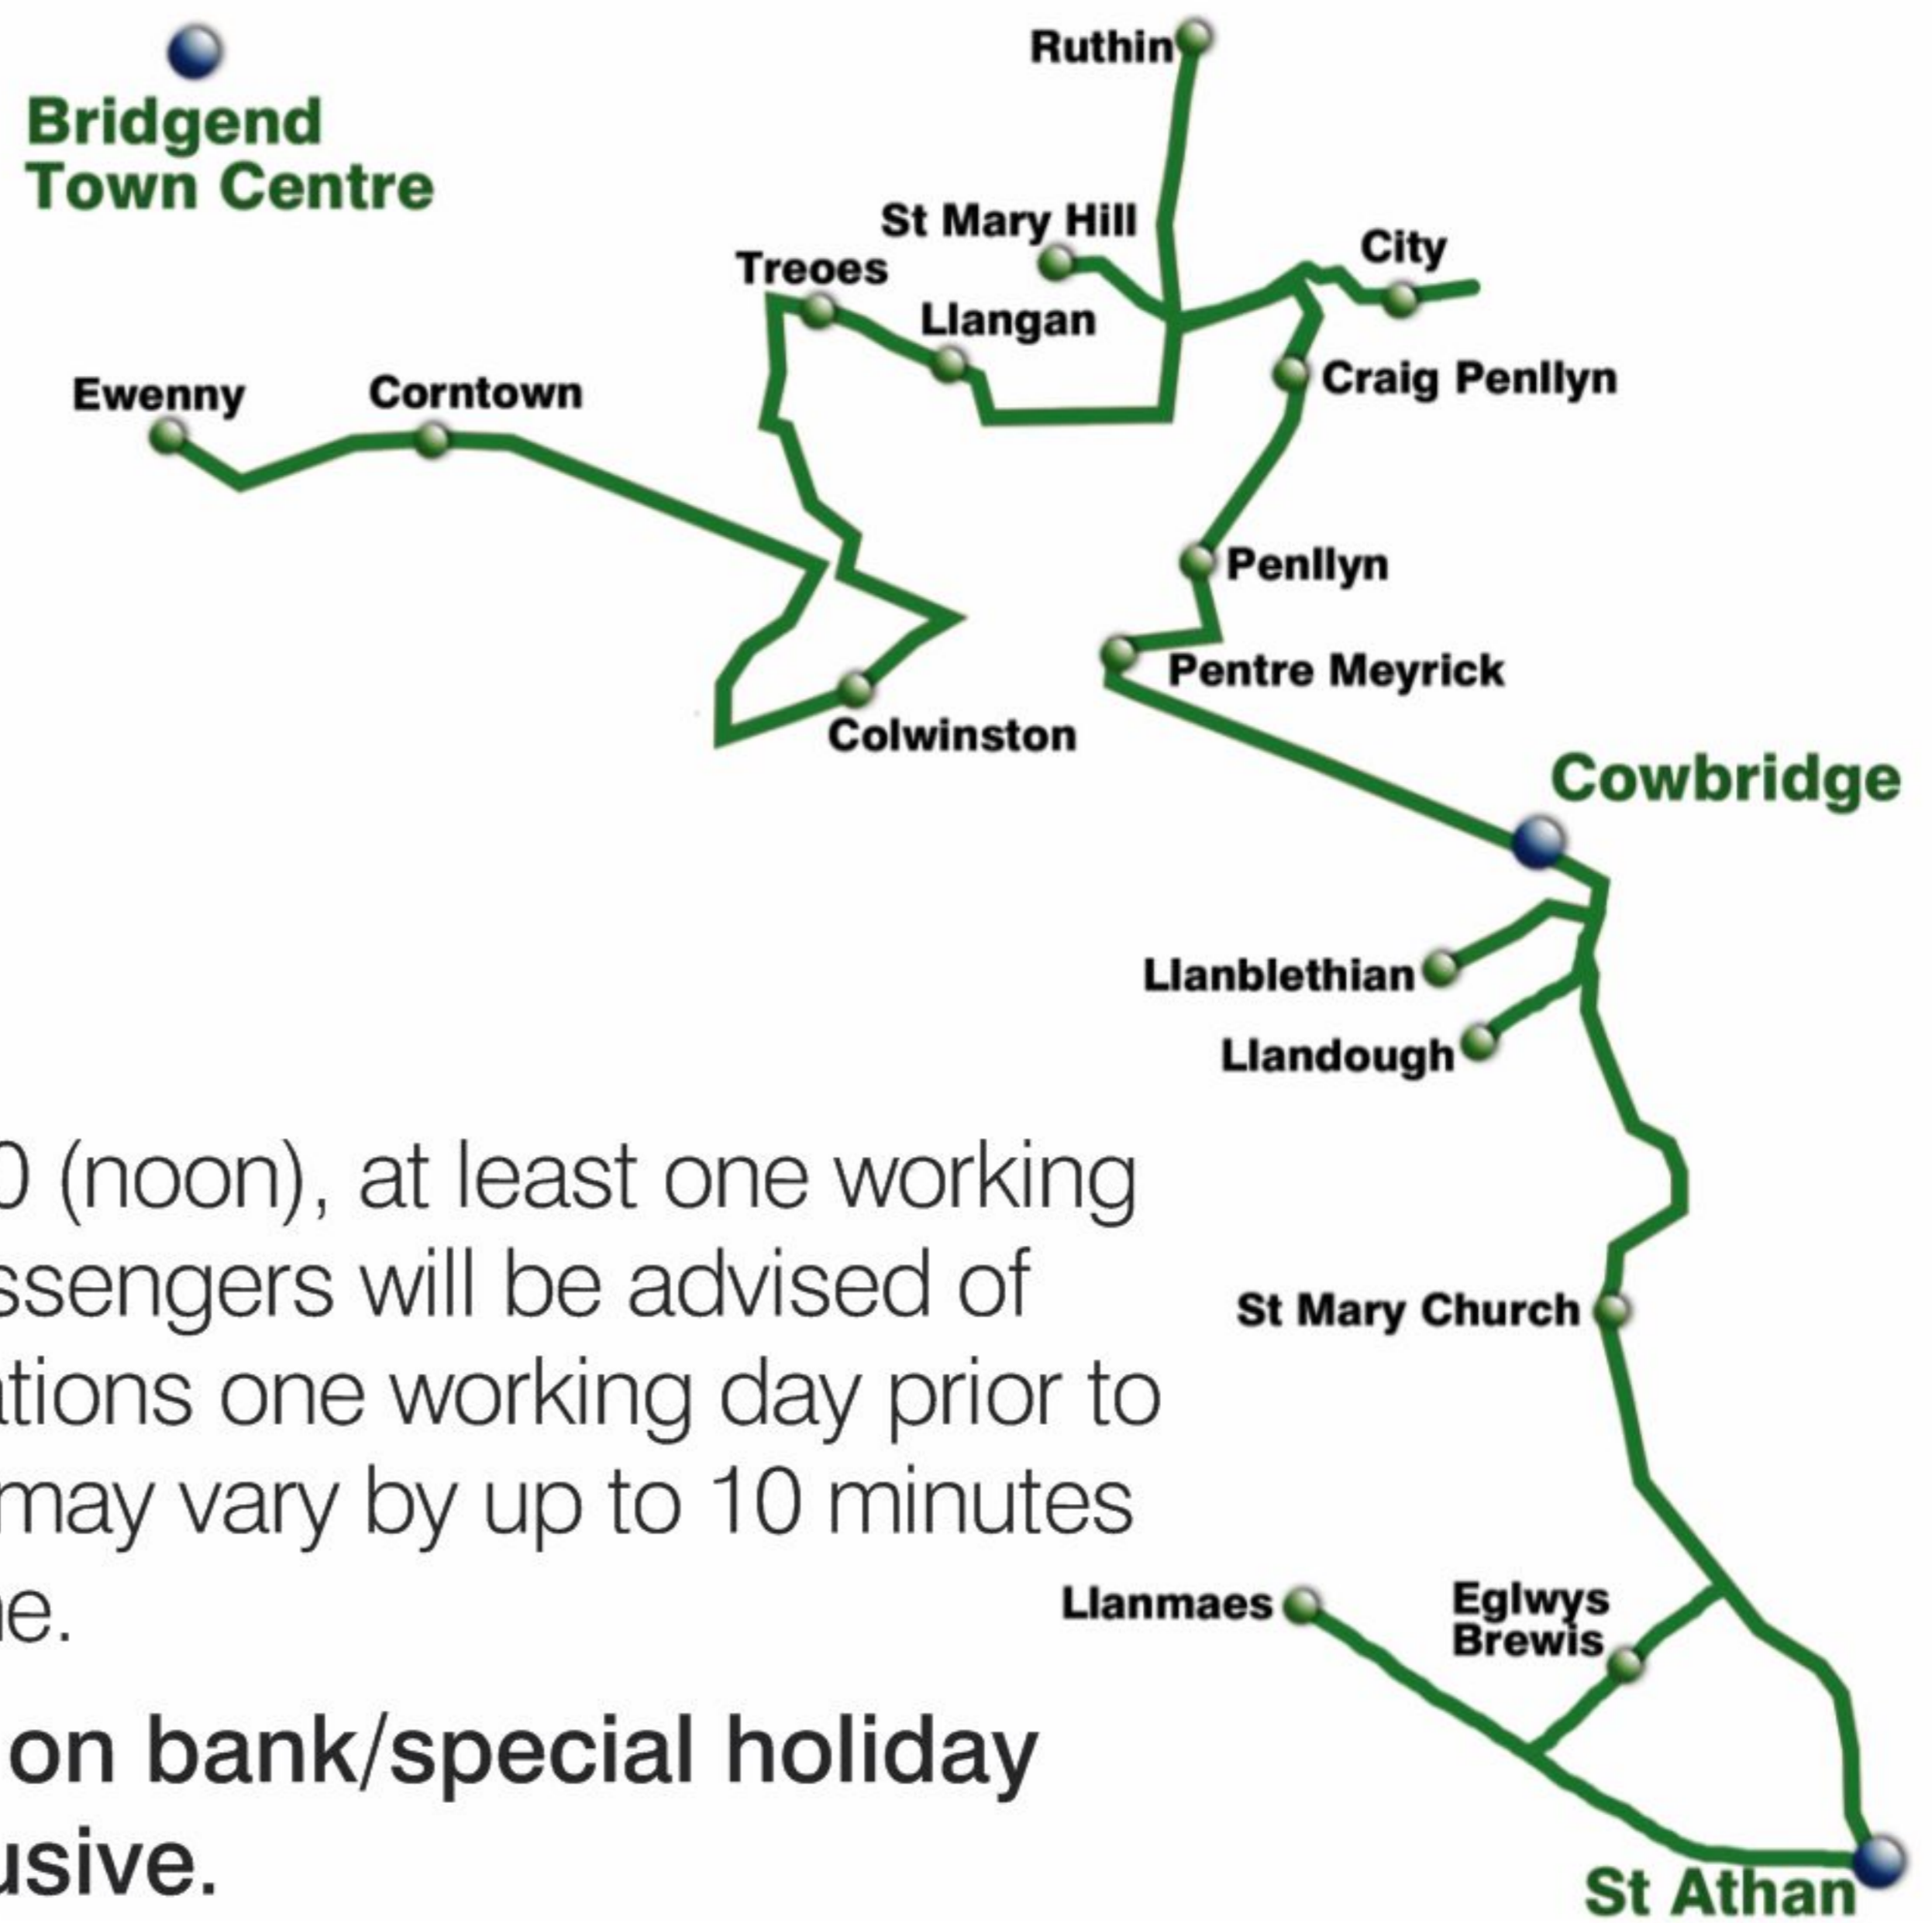 Bridgend
Town Centre
Ruthin
St Mary Hill
City
Treoes
Llangan
Craig Penllyn
Ewenny
Corntown
Penllyn
Pentre Meyrick
Colwinston
Cowbridge
Llanblethian
Llandough
0 (noon), at least one working
ssengers will be advised of
St Mary Church
ations one working day prior to
may vary by up to 10 minutes
ne.
Llanmaes
Eglwys
Brewis
on bank/special holiday
usive.
St Athan